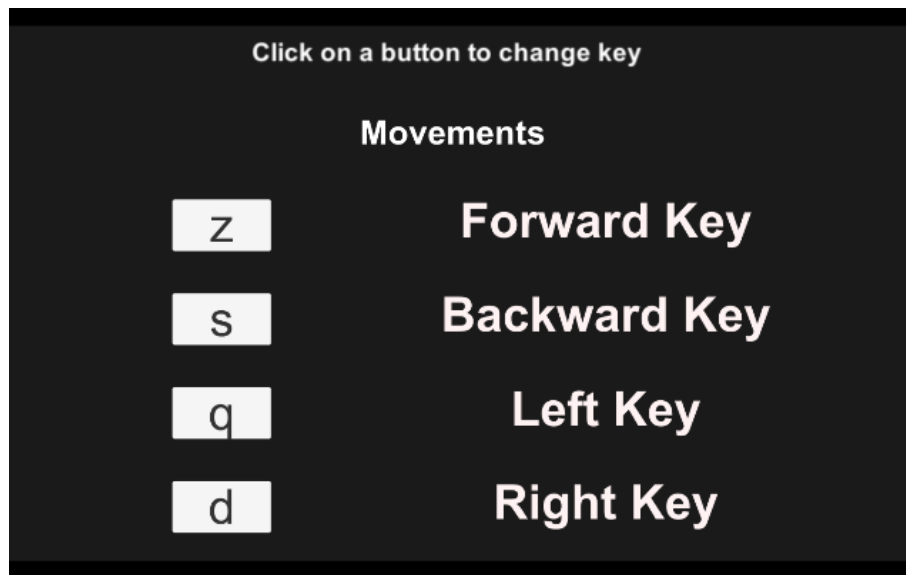 Click on a button to change key
Movements
z Forward Key
s Backward Key
q Left Key
d Right Key